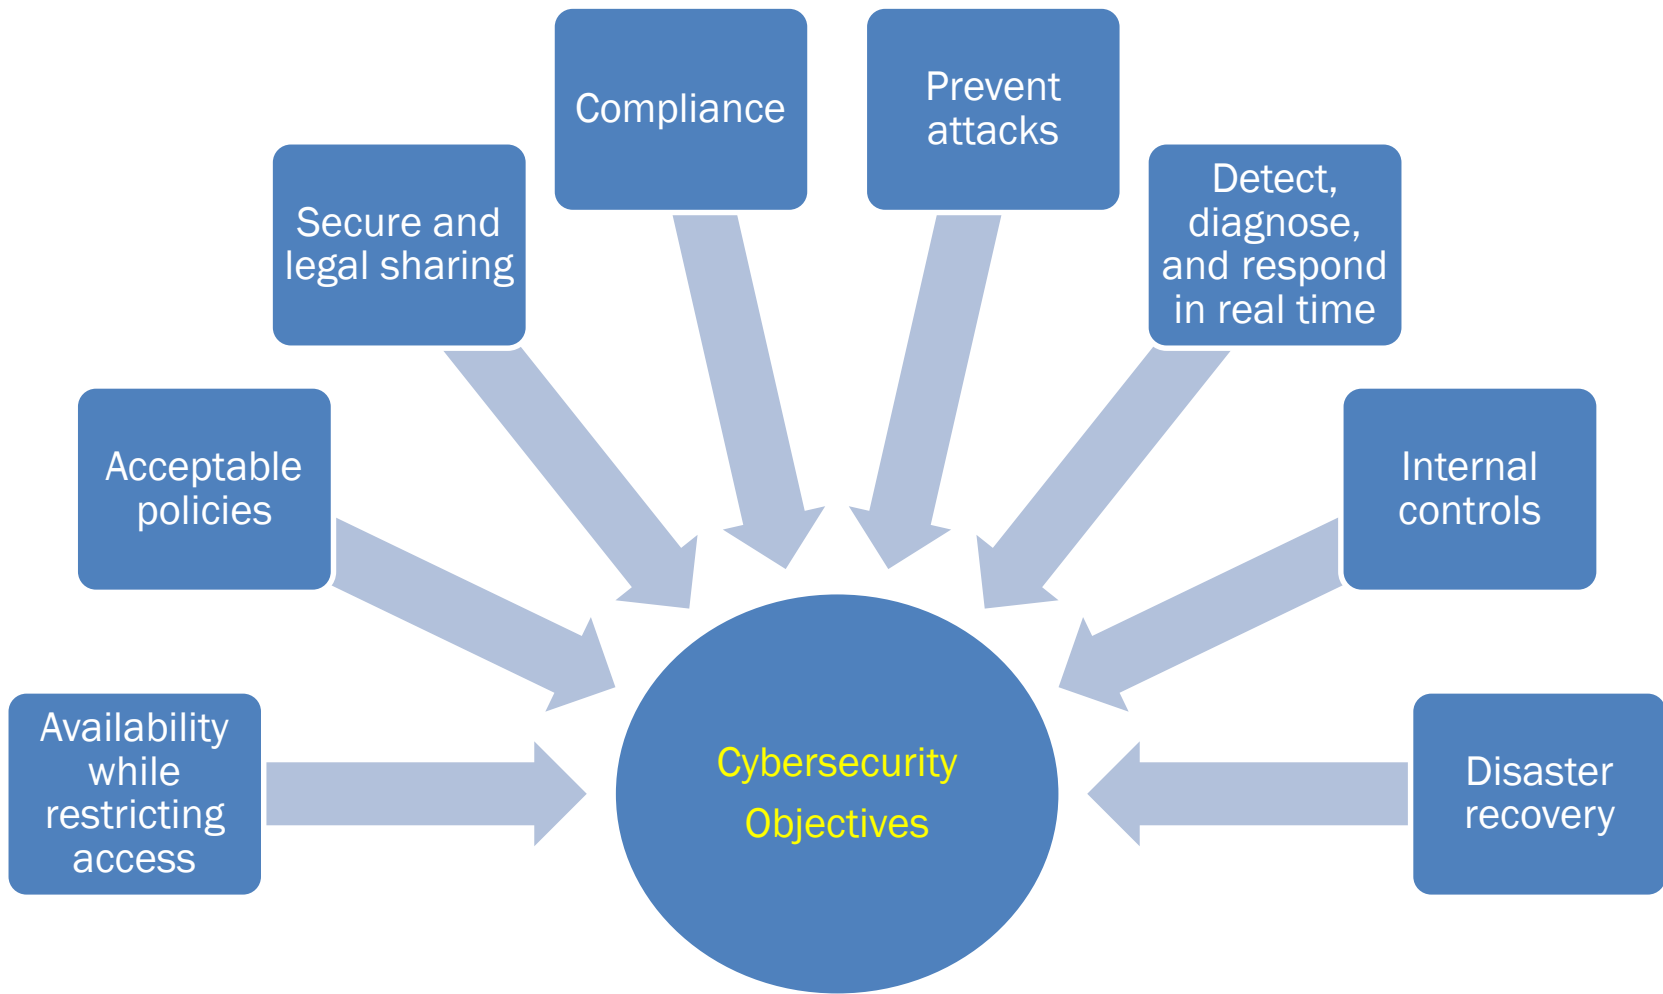 Compliance
Prevent
attacks
Secure and
legal sharing
Detect,
diagnose,
and respond
in real time
Acceptable
policies
Internal
controls
Availability
while
restricting
access
Cybersecurity
Objectives
Disaster
recovery